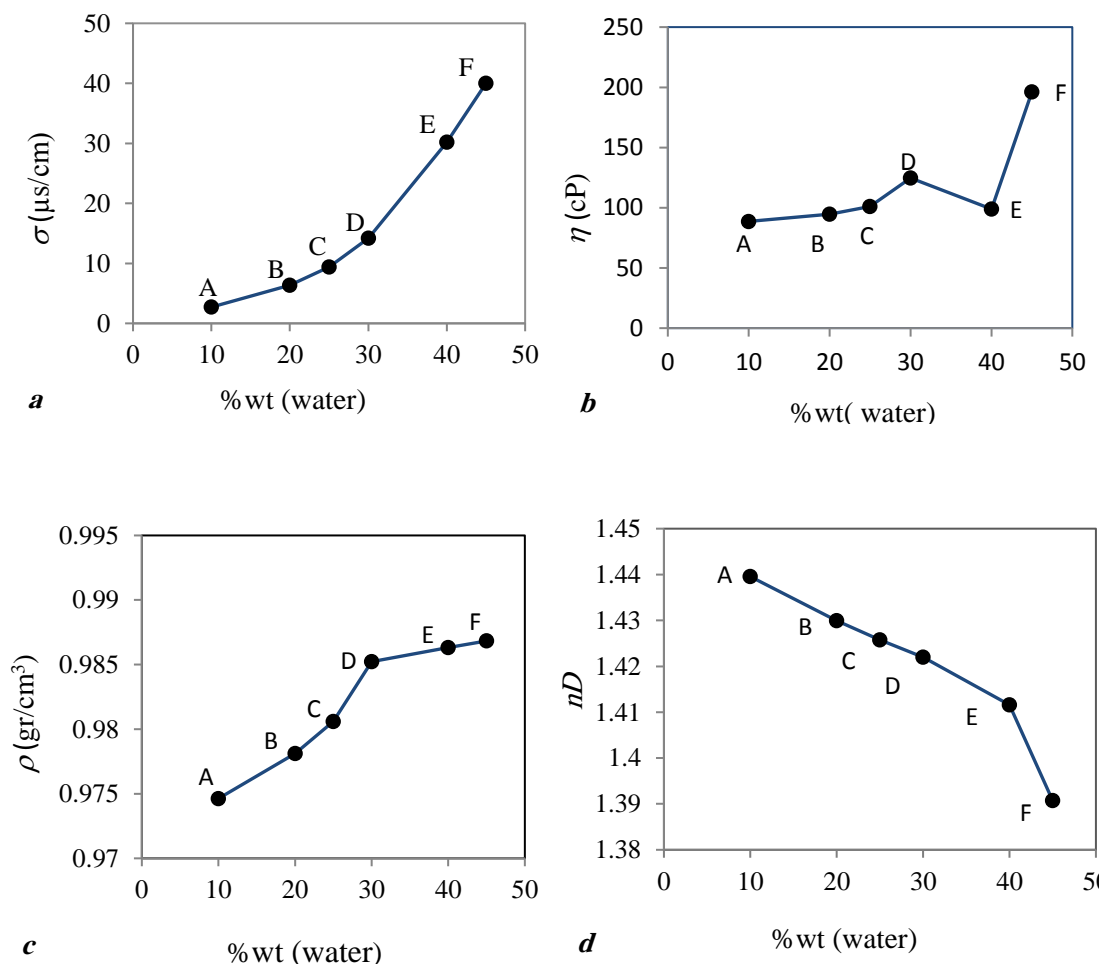 50
40
30
20
10
0
σ (µs/cm)
A
B
C
D
E
F
0
10
20
30
40
50
%wt (water)
a
250
200
150
100
50
0
η (cP)
A
B
C
D
E
F
0
10
20
30
40
50
%wt( water)
b
0.995
0.99
0.985
0.98
0.975
0.97
ρ (gr/cm³)
A
B
C
D
E
F
0
10
20
30
40
50
%wt (water)
c
1.45
1.44
1.43
1.42
1.41
1.4
1.39
1.38
nD
A
B
C
D
E
F
0
10
20
30
40
50
%wt (water)
d